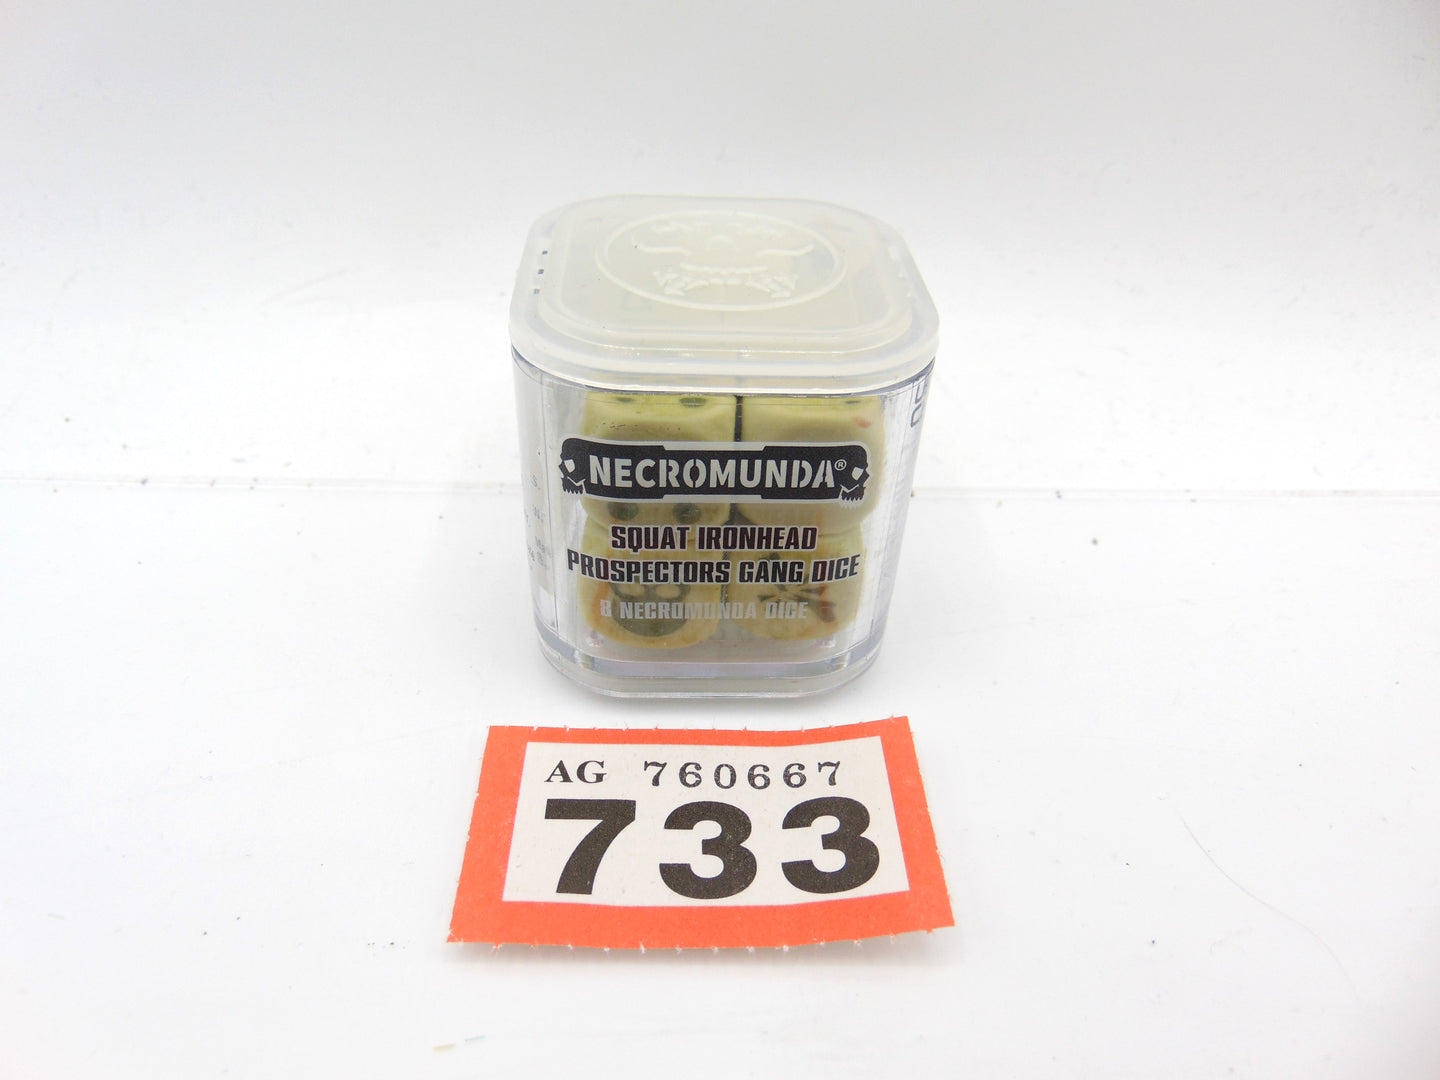 NECROMUNDA®
SQUAT IRONHEAD
PROSPECTORS GANG DICE
8 NECROMUNDA DICE
AG 760667
733